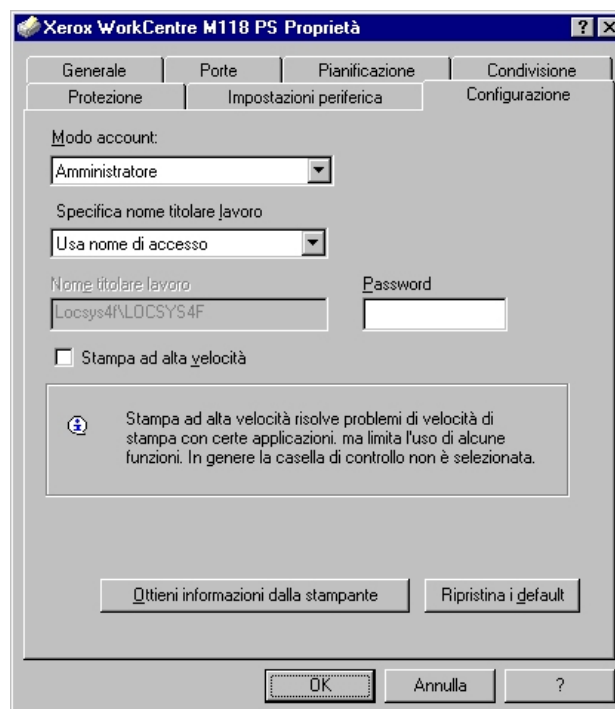 Xerox WorkCentre M118 PS Proprietà
Generale Porte Pianificazione Condivisione
Protezione Impostazioni periferica Configurazione
Modo account:
Amministratore
Specifica nome titolare lavoro
Usa nome di accesso
Nome titolare lavoro Password
Locsys4f\LOCSYS4F
Stampa ad alta velocità
Stampa ad alta velocità risolve problemi di velocità di
stampa con certe applicazioni. ma limita l'uso di alcune
funzioni. In genere la casella di controllo non è selezionata.
Ottieni informazioni dalla stampante Ripristina i default
OK Annulla ?